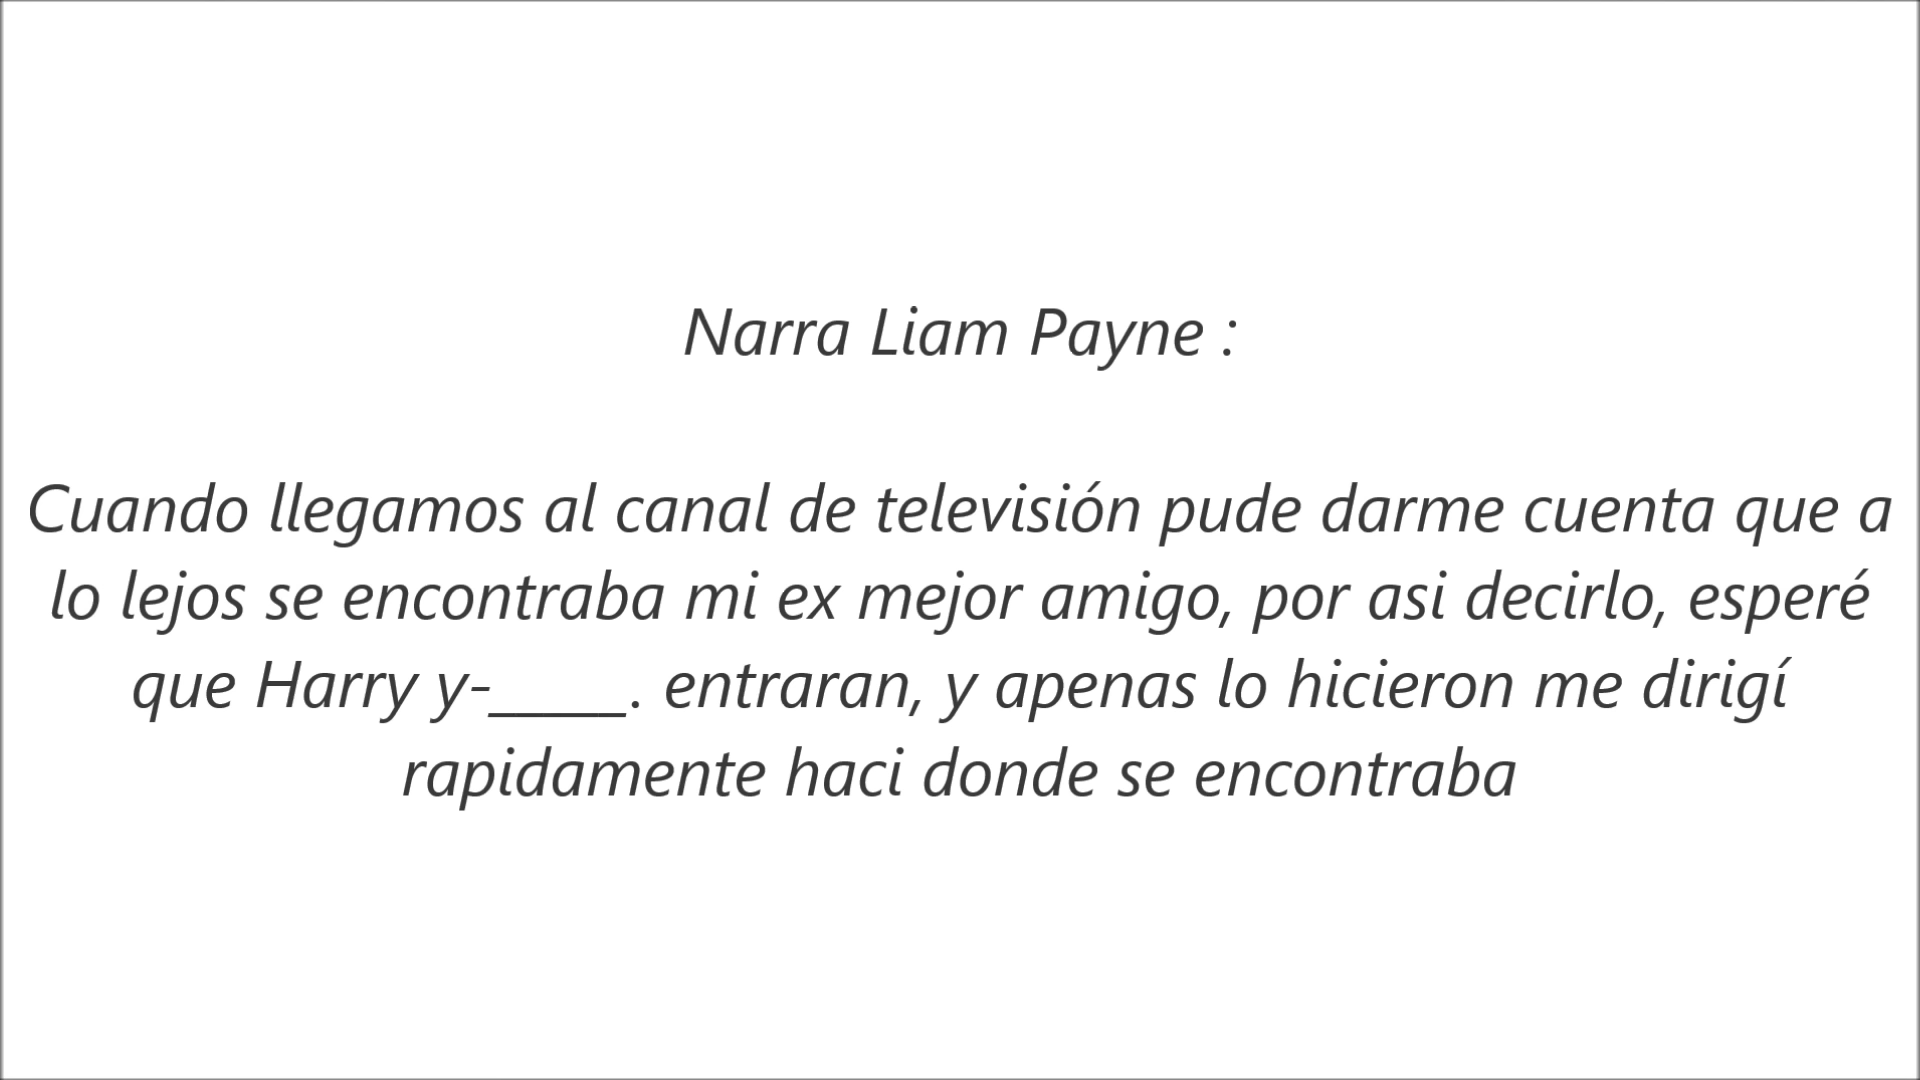 Narra Liam Payne :
Cuando llegamos al canal de televisión pude darme cuenta que a
lo lejos se encontraba mi ex mejor amigo, por asi decirlo, esperé
que Harry y-_____. entraran, y apenas lo hicieron me dirigí
rapidamente haci donde se encontraba